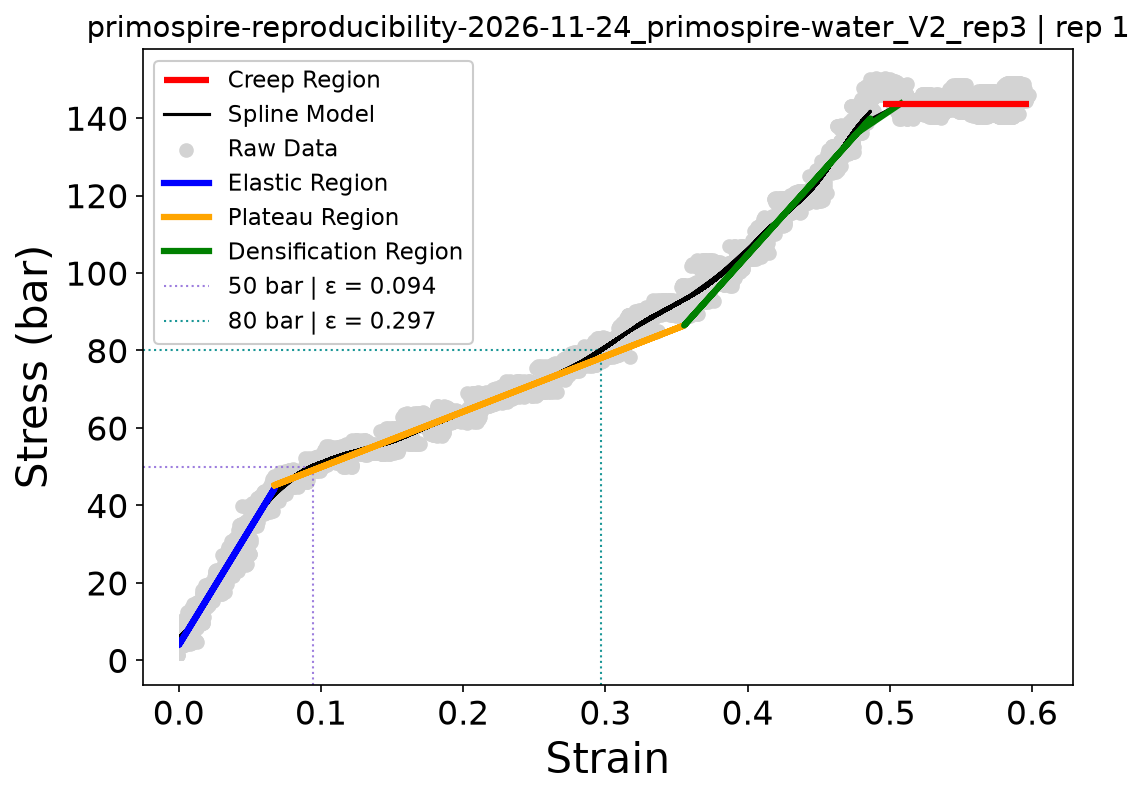 primospire-reproducibility-2026-11-24_primospire-water_V2_rep3 | rep 1
Creep Region
Spline Model
Raw Data
Elastic Region
Plateau Region
Densification Region
50 bar | ε = 0.094
80 bar | ε = 0.297
Stress (bar)
140
120
100
80
60
40
20
0
0.0 0.1 0.2 0.3 0.4 0.5 0.6
Strain